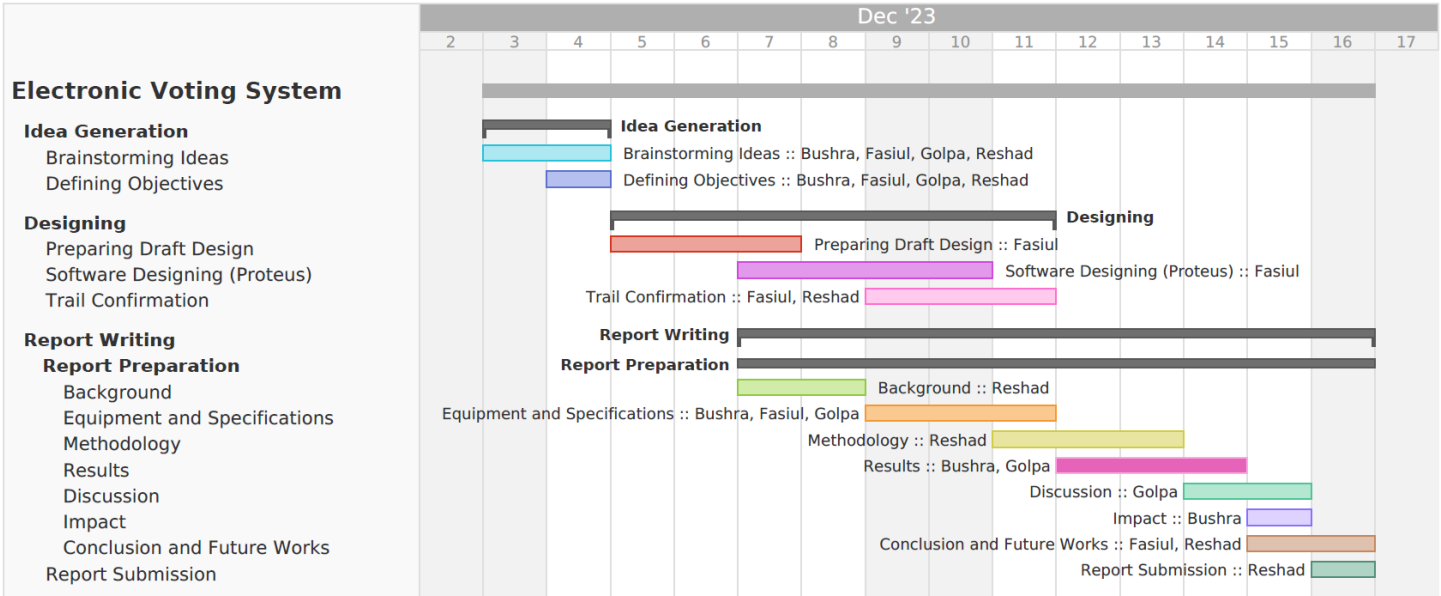 Dec '23
2 3 4 5 6 7 8 9 10 11 12 13 14 15 16 17
Electronic Voting System
Idea Generation Idea Generation
Brainstorming Ideas Brainstorming Ideas :: Bushra, Fasiul, Golpa, Reshad
Defining Objectives Defining Objectives :: Bushra, Fasiul, Golpa, Reshad
Designing Designing
Preparing Draft Design Preparing Draft Design :: Fasiul
Software Designing (Proteus) Software Designing (Proteus) :: Fasiul
Trail Confirmation Trail Confirmation :: Fasiul, Reshad
Report Writing Report Writing
Report Preparation Report Preparation
Background Background :: Reshad
Equipment and Specifications Equipment and Specifications :: Bushra, Fasiul, Golpa
Methodology Methodology :: Reshad
Results Results :: Bushra, Golpa
Discussion Discussion :: Golpa
Impact Impact :: Bushra
Conclusion and Future Works Conclusion and Future Works :: Fasiul, Reshad
Report Submission Report Submission :: Reshad